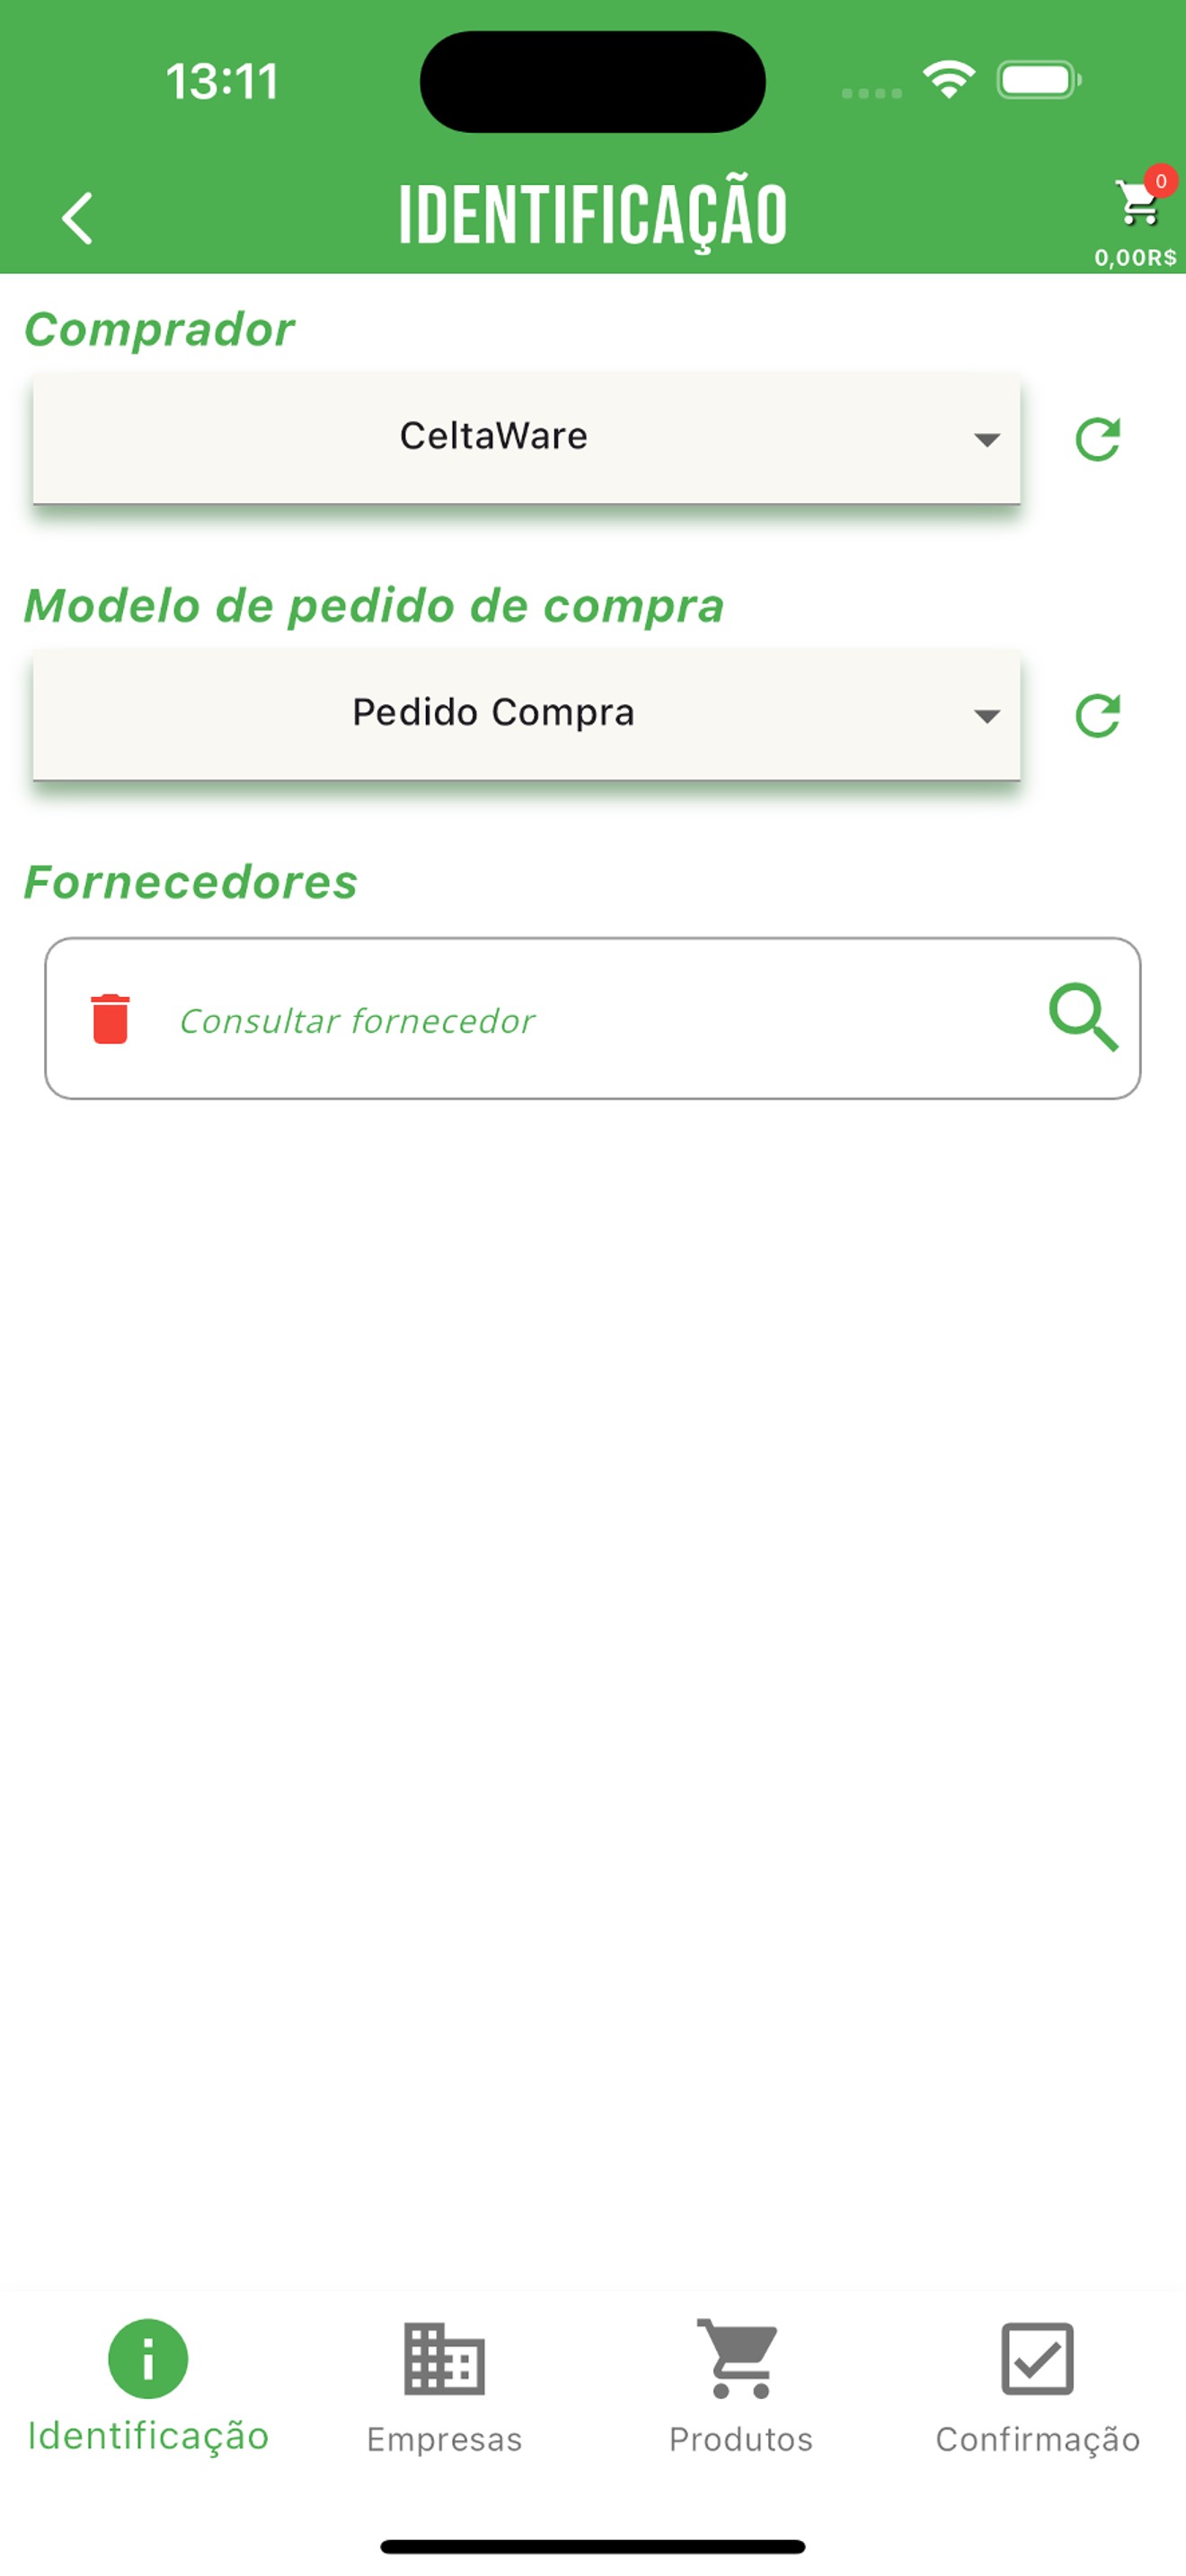 13:11
IDENTIFICAÇÃO
0
0,00R$
Comprador
CeltaWare
Modelo de pedido de compra
Pedido Compra
Fornecedores
Consultar fornecedor
Identificação
Empresas
Produtos
Confirmação